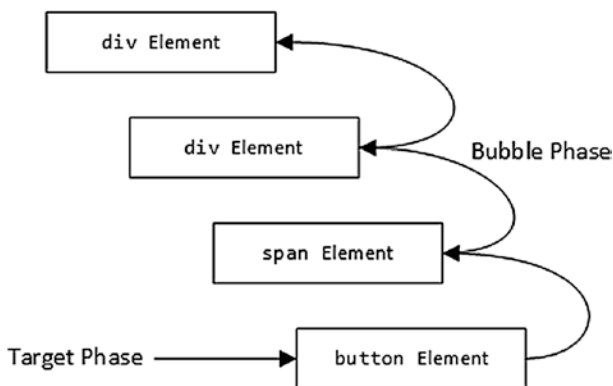 div Element
div Element
Bubble Phase
span Element
Target Phase
button Element